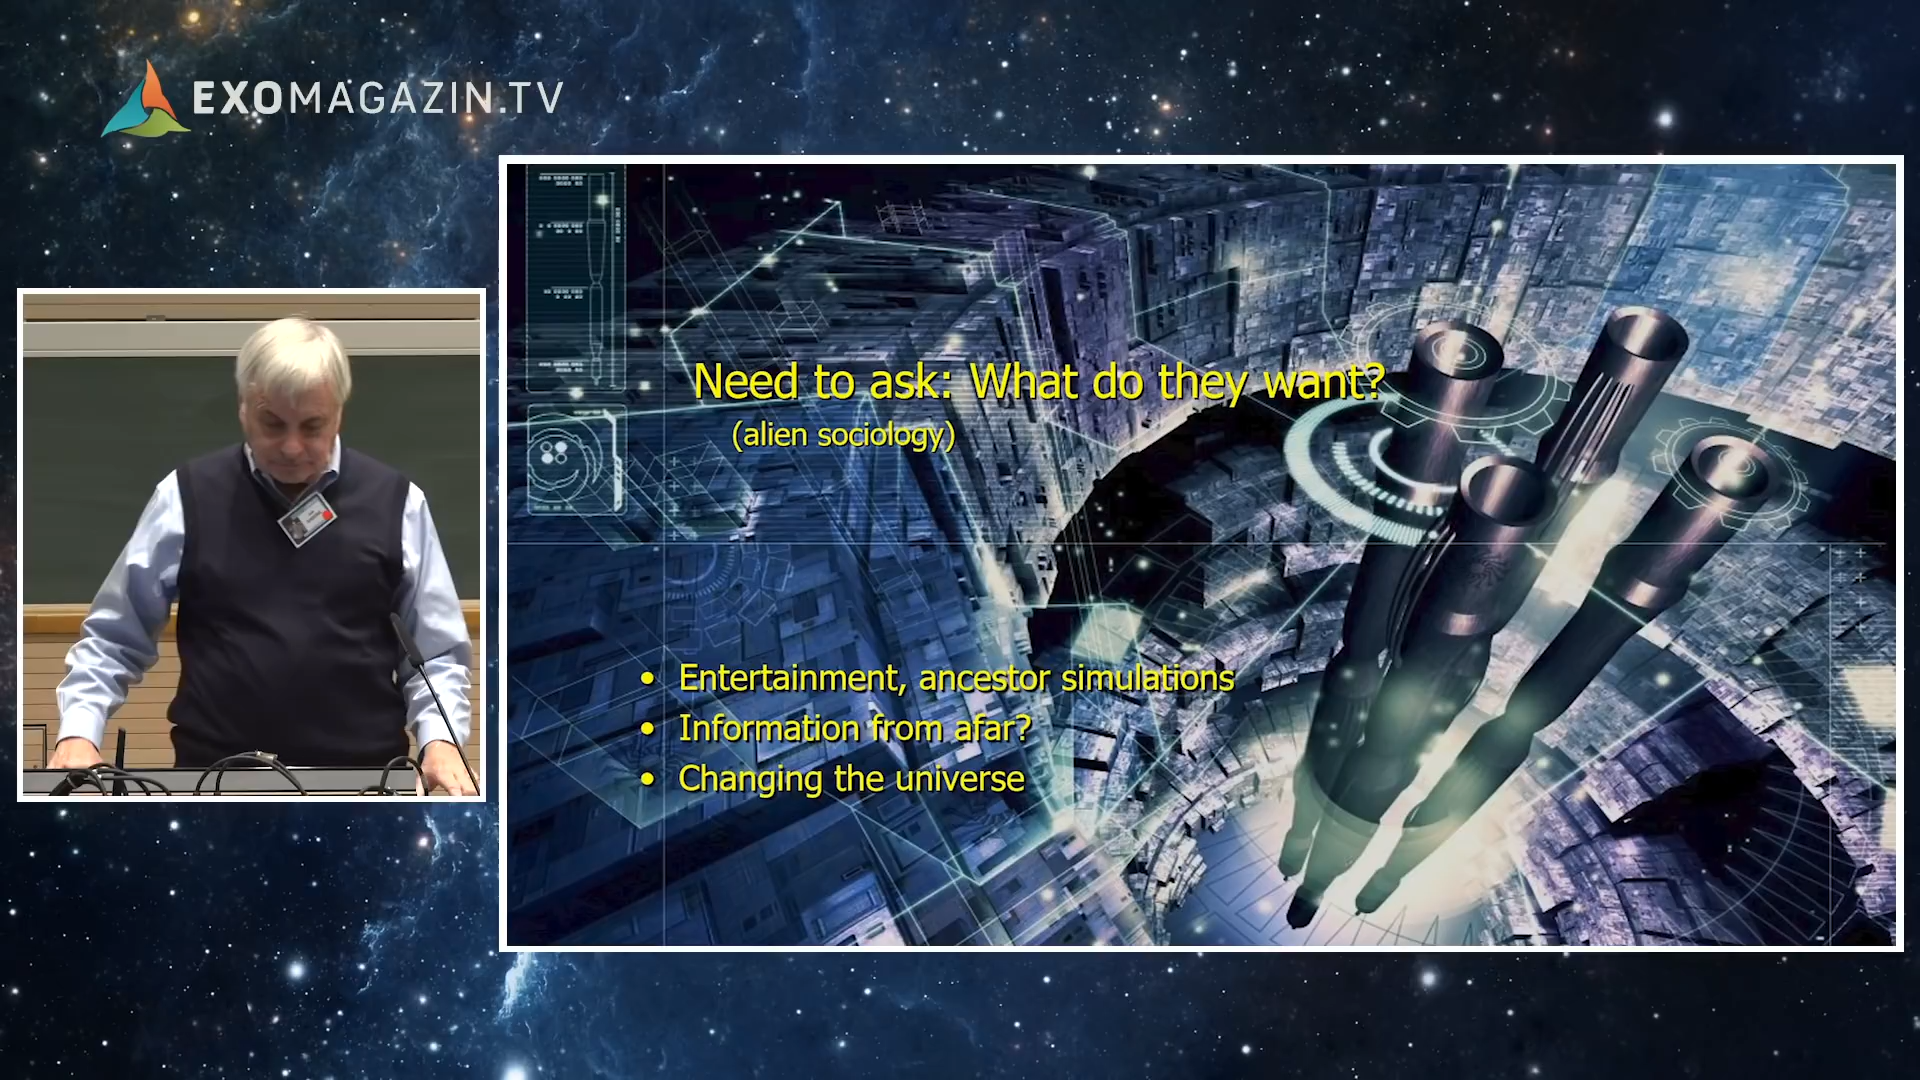 EXOMAGAZIN.TV
Need to ask: What do they want?
(alien sociology)
• Entertainment, ancestor simulations
• Information from afar?
• Changing the universe